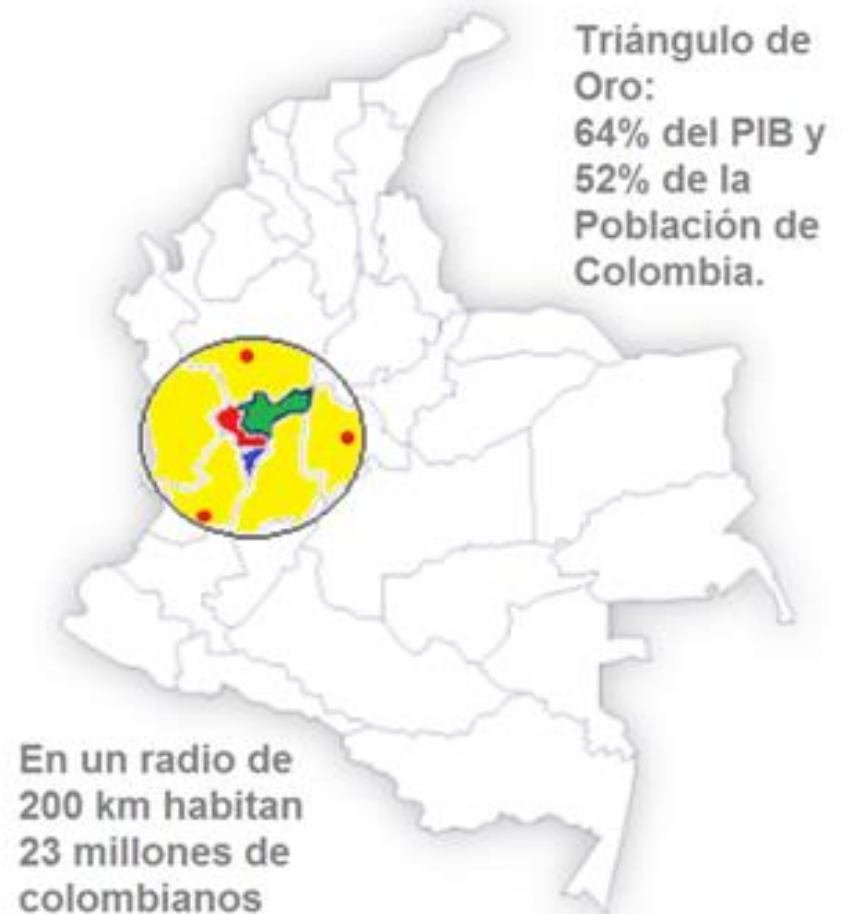 Triángulo de
Oro:
64% del PIB y
52% de la
Población de
Colombia.
En un radio de
200 km habitan
23 millones de
colombianos